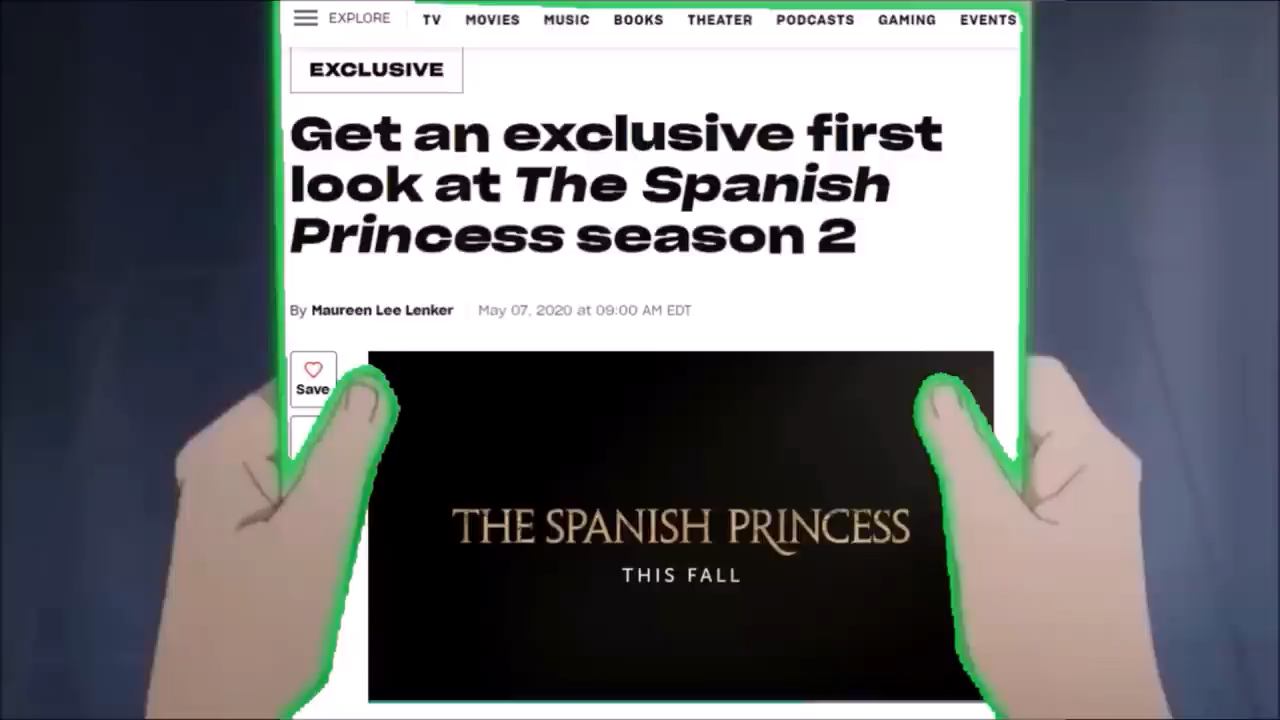 EXPLORE TV MOVIES MUSIC BOOKS THEATER PODCASTS GAMING EVENTS
EXCLUSIVE
Get an exclusive first
look at The Spanish
Princess season 2
By Maureen Lee Lenker May 07, 2020 at 09:00 AM EDT
Save
THE SPANISH PRINCESS
THIS FALL